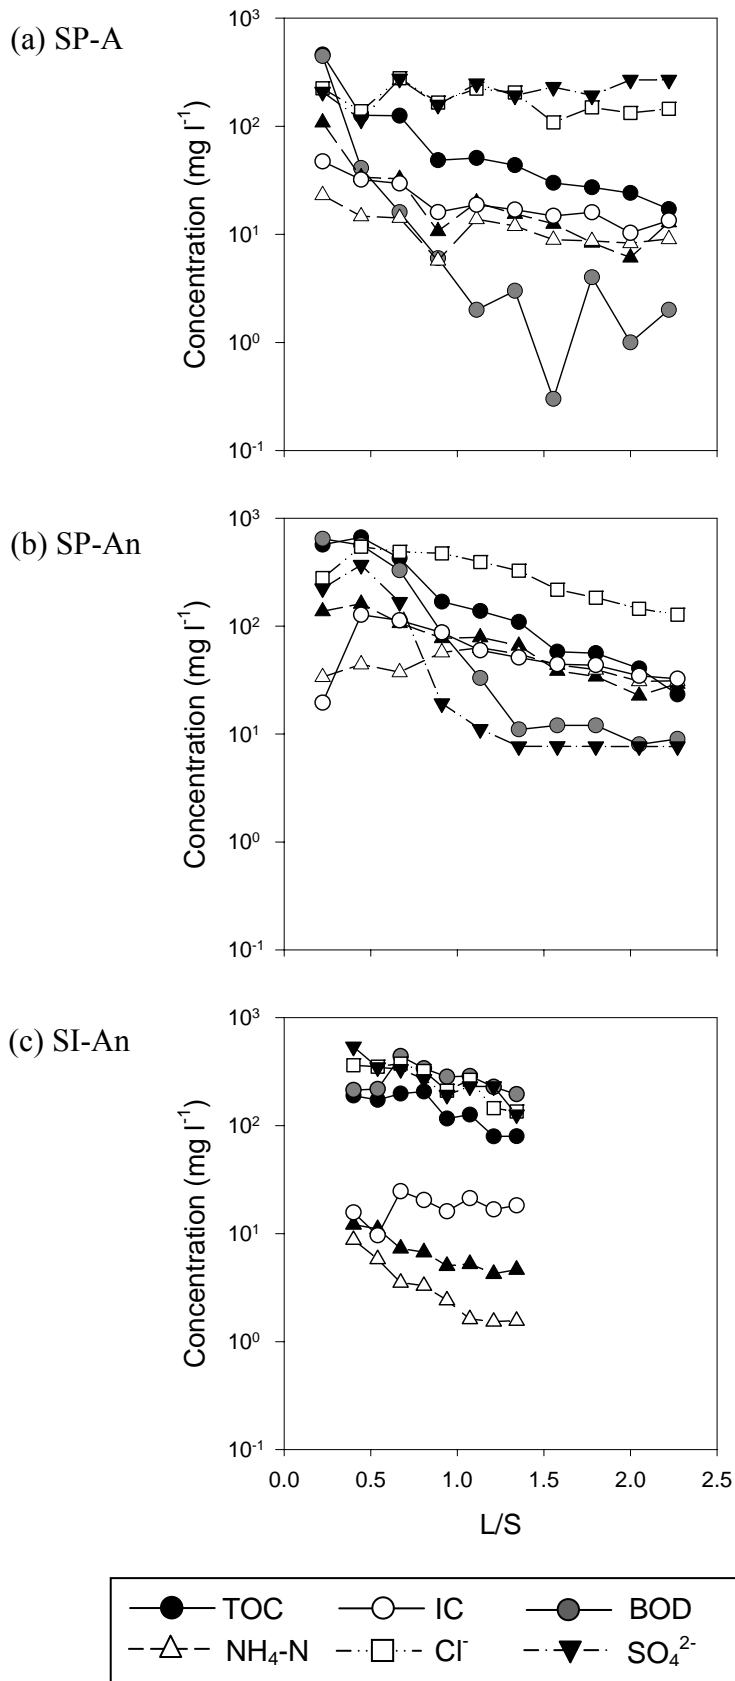 (a) SP-A
Concentration (mg l⁻¹)
10³
10²
10¹
10⁰
10⁻¹
(b) SP-An
Concentration (mg l⁻¹)
10³
10²
10¹
10⁰
10⁻¹
(c) SI-An
Concentration (mg l⁻¹)
10³
10²
10¹
10⁰
10⁻¹
0.0 0.5 1.0 1.5 2.0 2.5
L/S
TOC IC BOD
NH₄-N Cl⁻ SO₄²⁻